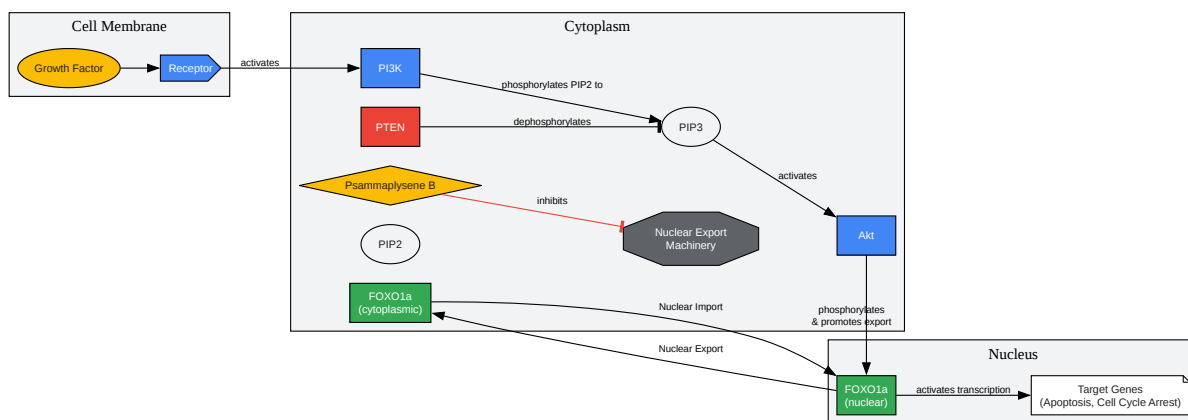 Cell Membrane
Growth Factor
Receptor
activates
Cytoplasm
PI3K
phosphorylates PIP2 to
PTEN
dephosphorylates
PIP3
Psammaplysene B
inhibits
activates
Nuclear Export
Machinery
PIP2
Akt
FOXO1a
(cytoplasmic)
Nuclear Import
phosphorylates
& promotes export
Nuclear Export
Nucleus
FOXO1a
(nuclear)
activates transcription
Target Genes
(Apoptosis, Cell Cycle Arrest)